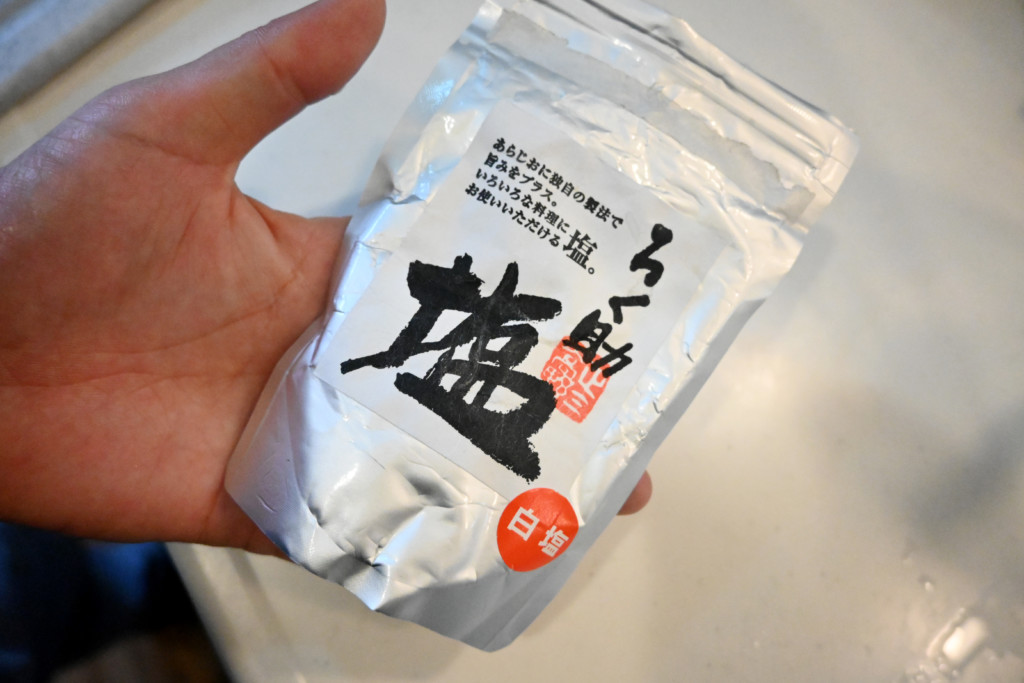 あらじおに独自の製法で
旨みをプラス。
いろいろな料理に
お使いいただける塩。
ろく助
塩
白塩